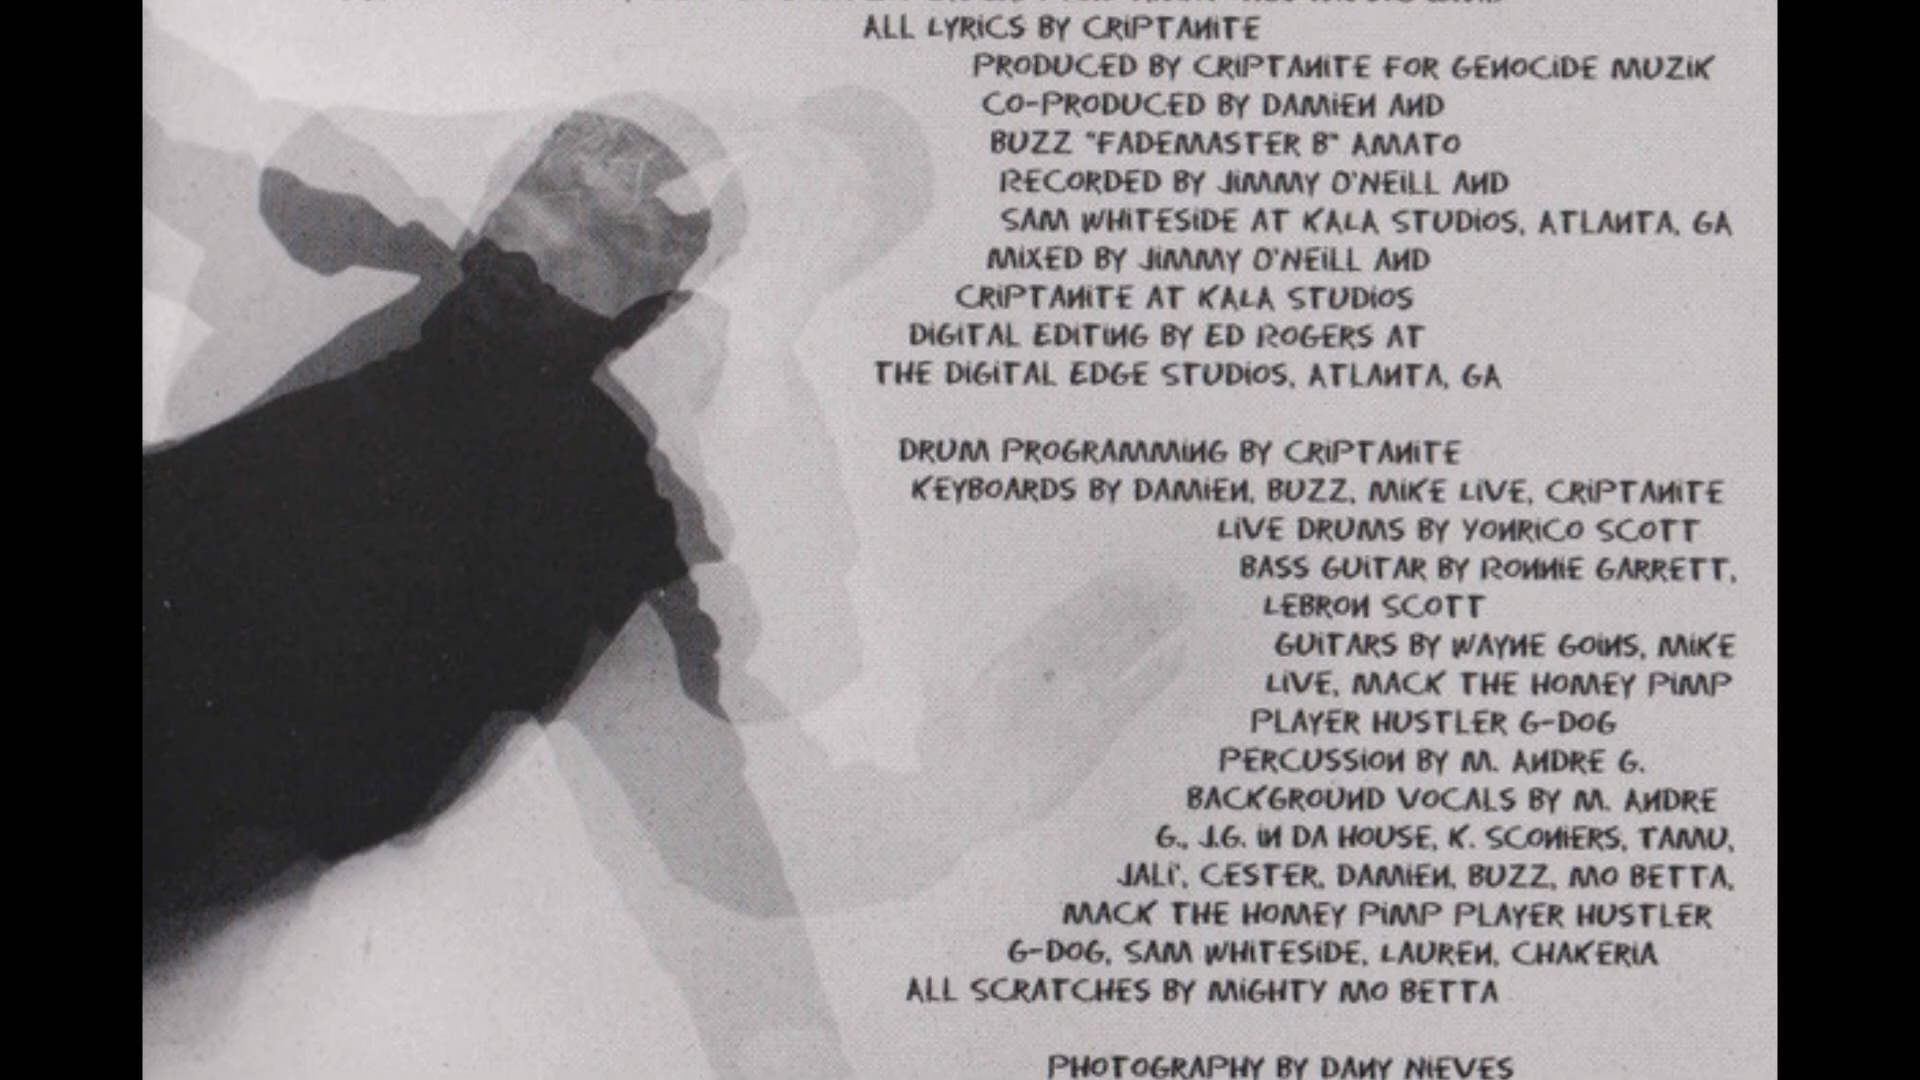 ALL LYRICS BY CRIPTANITE
PRODUCED BY CRIPTANITE FOR GENOCIDE MUZIK
CO-PRODUCED BY DAMIEN AND
BUZZ "FADEMASTER B" AMATO
RECORDED BY JIMMY O'NEILL AND
SAM WHITESIDE AT KALA STUDIOS, ATLANTA, GA
MIXED BY JIMMY O'NEILL AND
CRIPTANITE AT KALA STUDIOS
DIGITAL EDITING BY ED ROGERS AT
THE DIGITAL EDGE STUDIOS, ATLANTA, GA
DRUM PROGRAMMING BY CRIPTANITE
KEYBOARDS BY DAMIEN, BUZZ, MIKE LIVE, CRIPTANITE
LIVE DRUMS BY YONRICO SCOTT
BASS GUITAR BY RONNIE GARRETT,
LEBRON SCOTT
GUITARS BY WAYNE GOINS, MIKE
LIVE, MACK THE HOMEY PIMP
PLAYER HUSTLER G-DOG
PERCUSSION BY M. ANDRE G.
BACKGROUND VOCALS BY M. ANDRE
G., J.G. IN DA HOUSE, K. SCONIERS, TAMU,
JALI', CESTER, DAMIEN, BUZZ, MO BETTA,
MACK THE HOMEY PIMP PLAYER HUSTLER
G-DOG, SAM WHITESIDE, LAUREN, CHAKERIA
ALL SCRATCHES BY MIGHTY MO BETTA
PHOTOGRAPHY BY DANY NIEVES